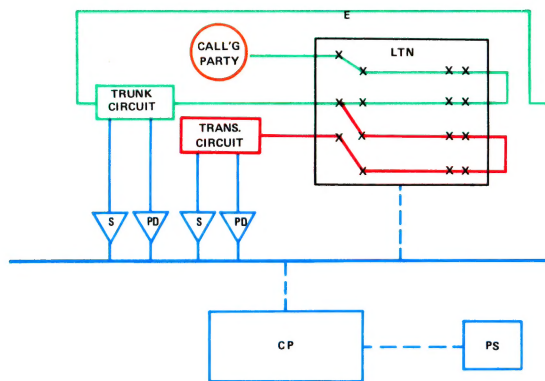 E
CALL'G
PARTY
LTN
TRUNK
CIRCUIT
TRANS.
CIRCUIT
X X X X
X X X X
X X X
X X X X
S PD S PD
CP
PS